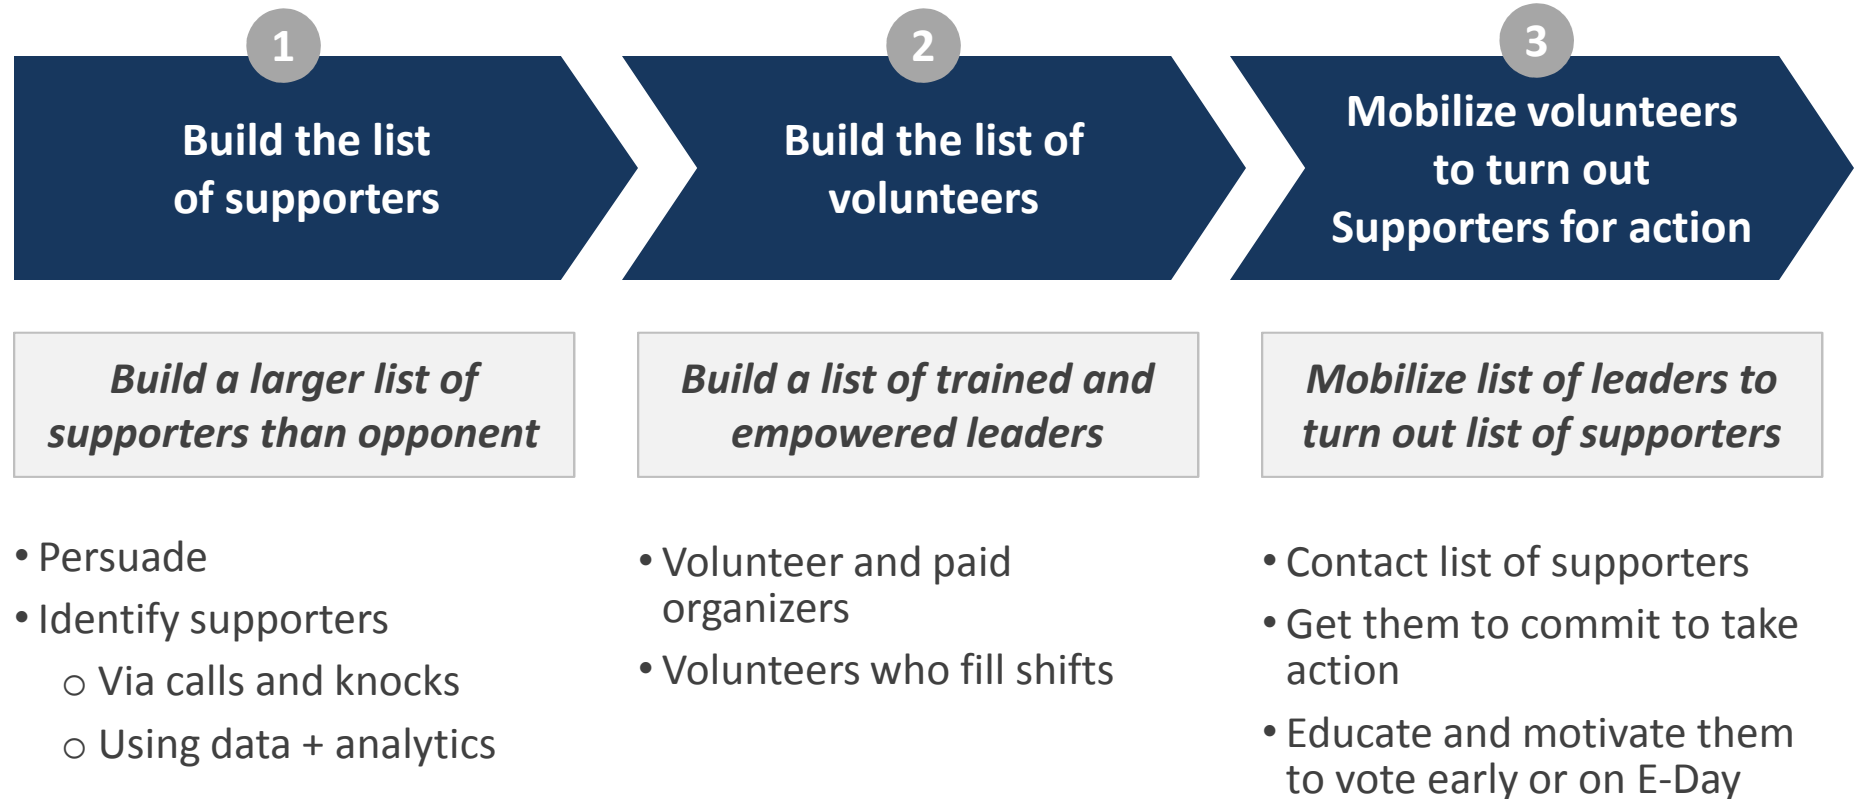 1
Build the list
of supporters
Build a larger list of
supporters than opponent
• Persuade
• Identify supporters
o Via calls and knocks
o Using data + analytics
2
Build the list of
volunteers
Build a list of trained and
empowered leaders
• Volunteer and paid
organizers
• Volunteers who fill shifts
3
Mobilize volunteers
to turn out
Supporters for action
Mobilize list of leaders to
turn out list of supporters
• Contact list of supporters
• Get them to commit to take
action
• Educate and motivate them
to vote early or on E-Day